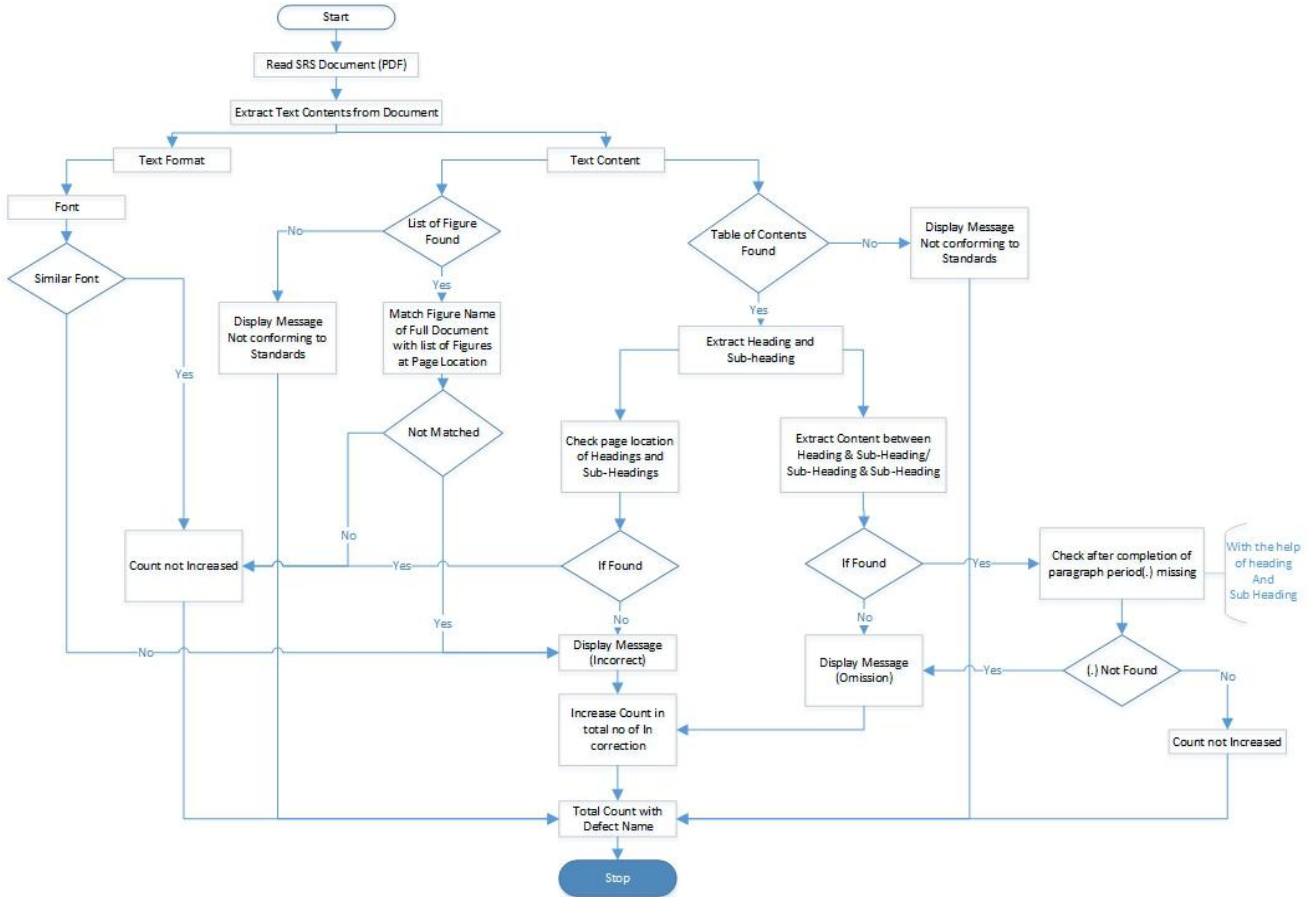 Start
Read SRS Document (PDF)
Extract Text Contents from Document
Text Format
Text Content
Font
Similar Font
List of Figure
Found
No
Yes
Table of Contents
Found
No
Yes
Display Message
Not conforming to
Standards
Display Message
Not conforming to
Standards
Match Figure Name
of Full Document
with list of Figures
at Page Location
Extract Heading and
Sub-heading
Yes
Not Matched
Check page location
of Headings and
Sub-Headings
Extract Content between
Heading & Sub-Heading/
Sub-Heading & Sub-Heading
No
Count not Increased
Yes
If Found
If Found
Yes
Check after completion of
paragraph period(.) missing
With the help
of heading
And
Sub Heading
Yes
No
No
No
Display Message
(Incorrect)
Display Message
(Omission)
Yes
(.) Not Found
No
Increase Count in
total no of In
correction
Count not Increased
Total Count with
Defect Name
Stop